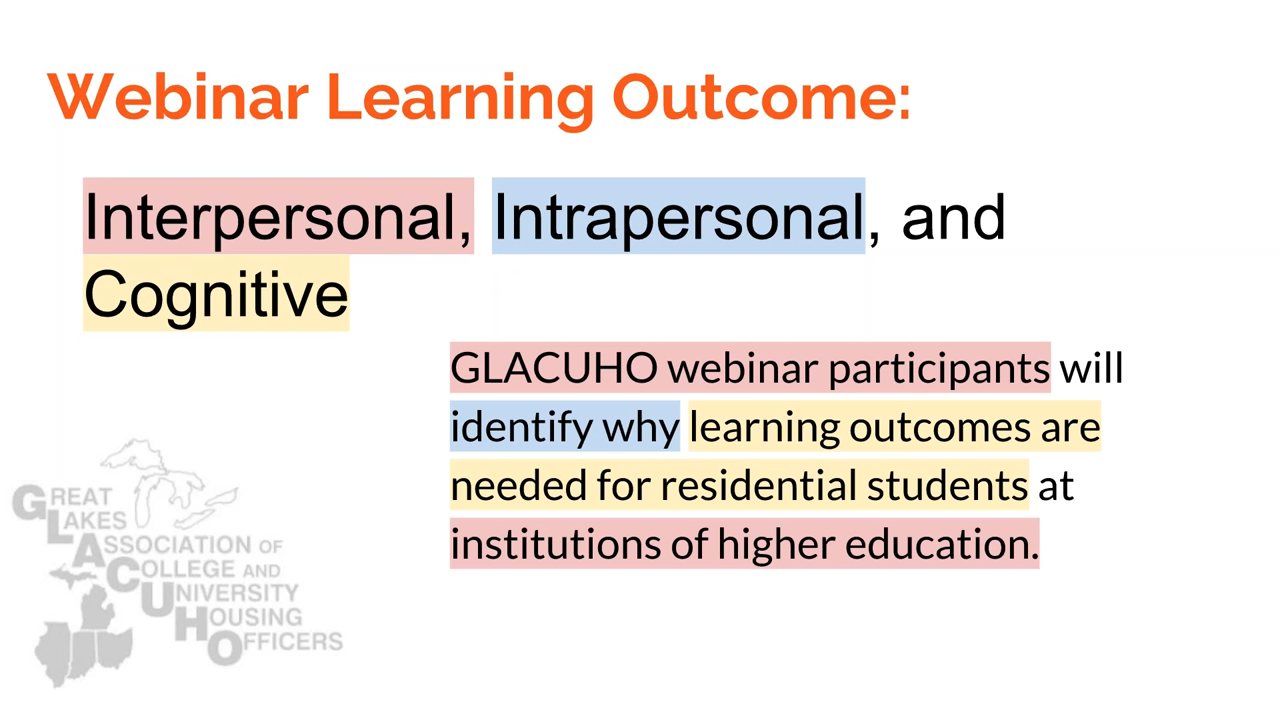 Webinar Learning Outcome:
Interpersonal, Intrapersonal, and
Cognitive
GLACUHO webinar participants will
identify why learning outcomes are
needed for residential students at
institutions of higher education.
GREAT
LAKES
ASSOCIATION OF
COLLEGE AND
UNIVERSITY
HOUSING
OFFICERS